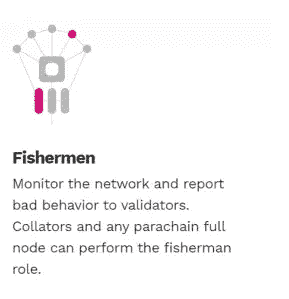 Fishermen
Monitor the network and report
bad behavior to validators.
Collators and any parachain full
node can perform the fisherman
role.